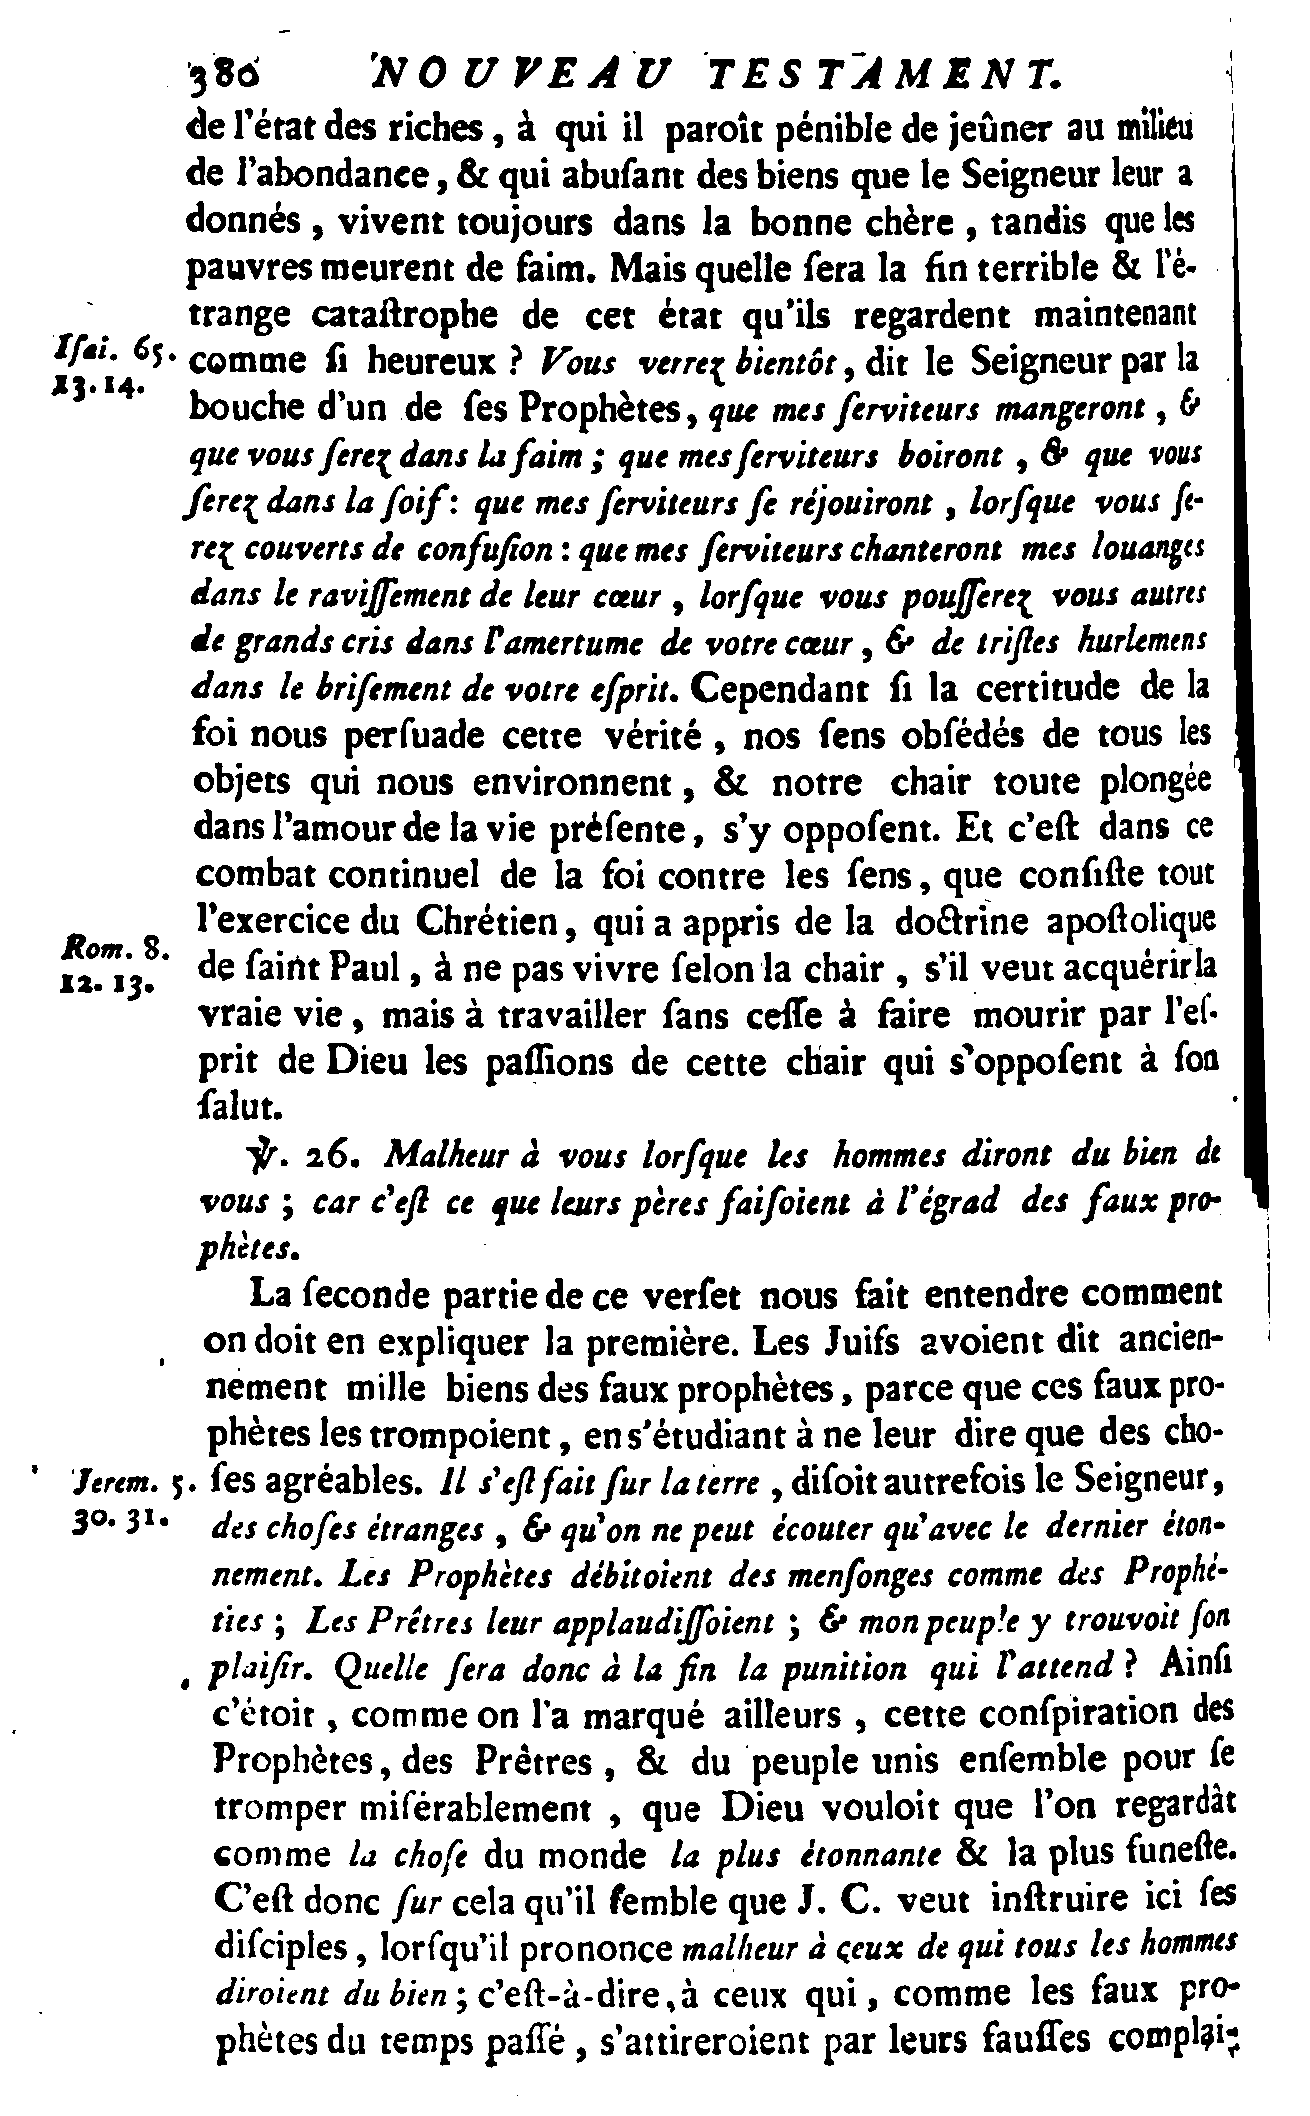 380 NOUVEAU TESTAMENT.
de l'état des riches, à qui il paroît pénible de jeûner au milieu
de l'abondance, & qui abuſant des biens que le Seigneur leur a
donnés, vivent toujours dans la bonne chère, tandis que les
pauvres meurent de faim. Mais quelle ſera la fin terrible & l'é-
trange cataſtrophe de cet état qu'ils regardent maintenant
Iſai. 65. comme ſi heureux ? Vous verrez bientôt, dit le Seigneur par la
13. 14. bouche d'un de ſes Prophètes, que mes ſerviteurs mangeront, &
que vous ſerez dans la faim ; que mes ſerviteurs boiront, & que vous
ſerez dans la ſoif : que mes ſerviteurs ſe réjouiront, lorſque vous ſe-
rez couverts de confuſion : que mes ſerviteurs chanteront mes louanges
dans le raviſſement de leur cœur, lorſque vous pouſſerez vous autres
de grands cris dans l'amertume de votre cœur, & de triſtes hurlemens
dans le briſement de votre eſprit. Cependant ſi la certitude de la
foi nous perſuade cette vérité, nos ſens obſédés de tous les
objets qui nous environnent, & notre chair toute plongée
dans l'amour de la vie préſente, s'y oppoſent. Et c'eſt dans ce
combat continuel de la foi contre les ſens, que conſiſte tout
l'exercice du Chrétien, qui a appris de la doctrine apoſtolique
Rom. 8. de ſaint Paul, à ne pas vivre ſelon la chair, s'il veut acquérir la
12. 13. vraie vie, mais à travailler ſans ceſſe à faire mourir par l'eſ-
prit de Dieu les paſſions de cette chair qui s'oppoſent à ſon
ſalut.
℣. 26. Malheur à vous lorſque les hommes diront du bien de
vous ; car c'eſt ce que leurs pères faiſoient à l'égrad des faux pro-
phètes.
La ſeconde partie de ce verſet nous fait entendre comment
on doit en expliquer la première. Les Juifs avoient dit ancien-
nement mille biens des faux prophètes, parce que ces faux pro-
phètes les trompoient, en s'étudiant à ne leur dire que des cho-
Jerem. 5. ſes agréables. Il s'eſt fait ſur la terre, diſoit autrefois le Seigneur,
30. 31. des choſes étranges, & qu'on ne peut écouter qu'avec le dernier éton-
nement. Les Prophètes débitoient des menſonges comme des Prophé-
ties ; Les Prêtres leur applaudiſſoient ; & mon peuple y trouvoit ſon
plaiſir. Quelle ſera donc à la fin la punition qui l'attend ? Ainſi
c'étoit, comme on l'a marqué ailleurs, cette conſpiration des
Prophètes, des Prêtres, & du peuple unis enſemble pour ſe
tromper miſérablement, que Dieu vouloit que l'on regardât
comme la choſe du monde la plus étonnante & la plus funeſte.
C'eſt donc ſur cela qu'il ſemble que J. C. veut inſtruire ici ſes
diſciples, lorſqu'il prononce malheur à ceux de qui tous les hommes
diroient du bien ; c'eſt-à-dire, à ceux qui, comme les faux pro-
phètes du temps paſſé, s'attireroient par leurs fauſſes complai-